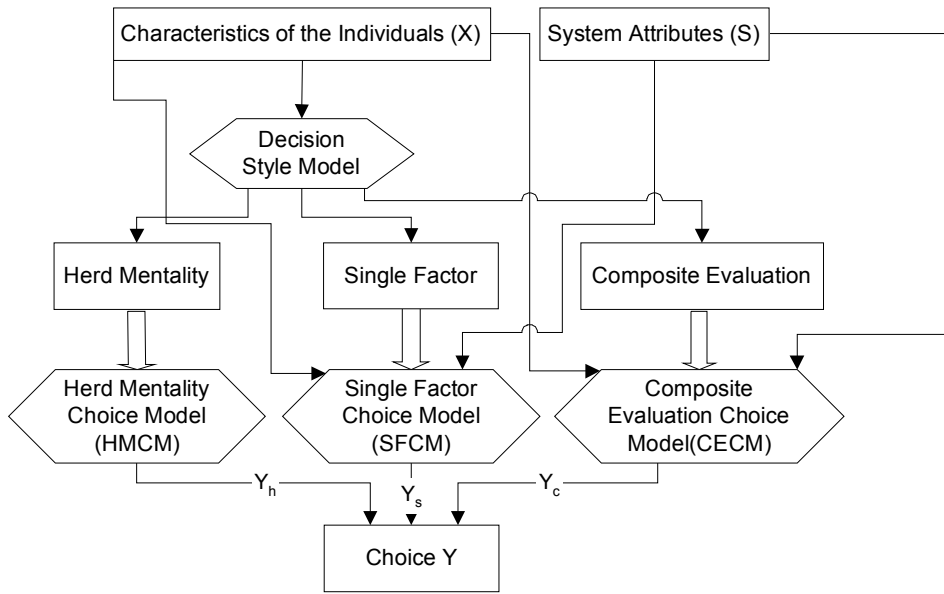 Characteristics of the Individuals (X)
System Attributes (S)
Decision
Style Model
Herd Mentality
Single Factor
Composite Evaluation
Herd Mentality
Choice Model
(HMCM)
Single Factor
Choice Model
(SFCM)
Composite
Evaluation Choice
Model(CECM)
Yh
Ys
Yc
Choice Y